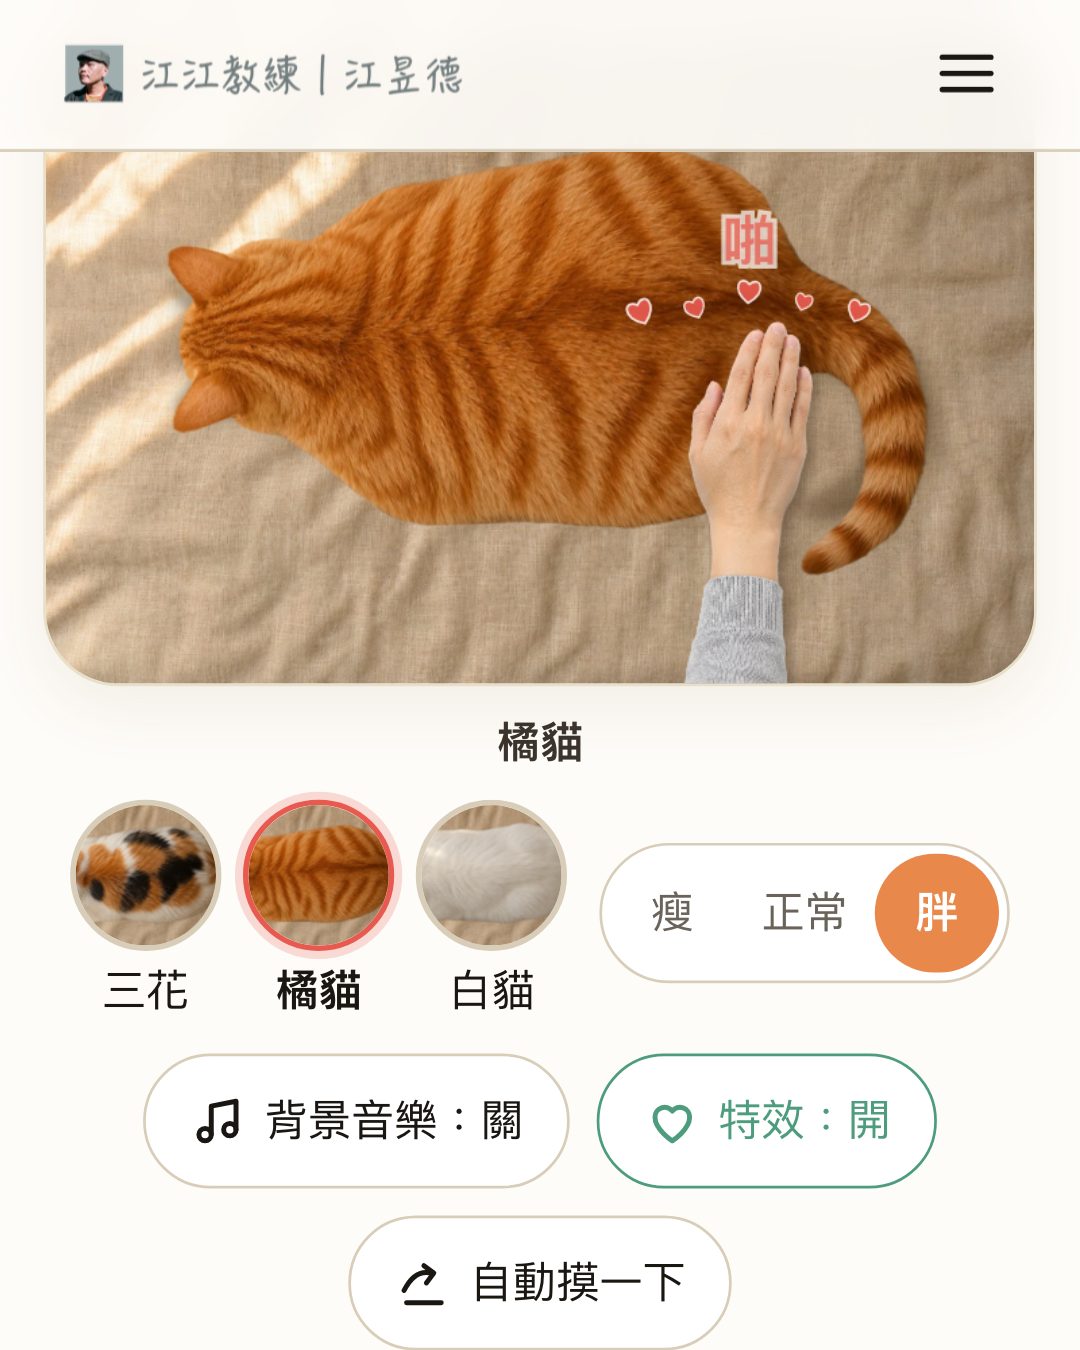 江江教練 | 江昱德
啪
橘貓
三花
橘貓
白貓
瘦
正常
胖
背景音樂：關
特效：開
自動摸一下